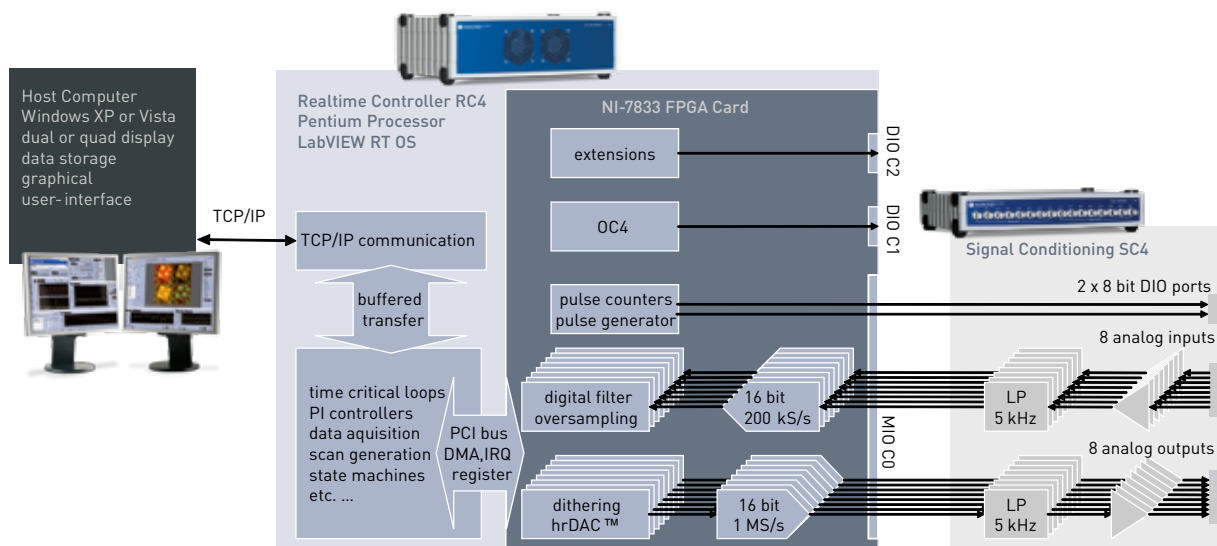 Host Computer
Windows XP or Vista
dual or quad display
data storage
graphical
user-interface
TCP/IP
Realtime Controller RC4
Pentium Processor
LabVIEW RT OS
TCP/IP communication
buffered
transfer
time critical loops
PI controllers
data aquisition
scan generation
state machines
etc. ...
PCI bus
DMA,IRQ
register
NI-7833 FPGA Card
extensions
DIO C2
OC4
DIO C1
pulse counters
pulse generator
digital filter
oversampling
16 bit
200 kS/s
dithering
hrDAC™
16 bit
1 MS/s
MIO C0
Signal Conditioning SC4
2 x 8 bit DIO ports
8 analog inputs
LP
5 kHz
8 analog outputs
LP
5 kHz